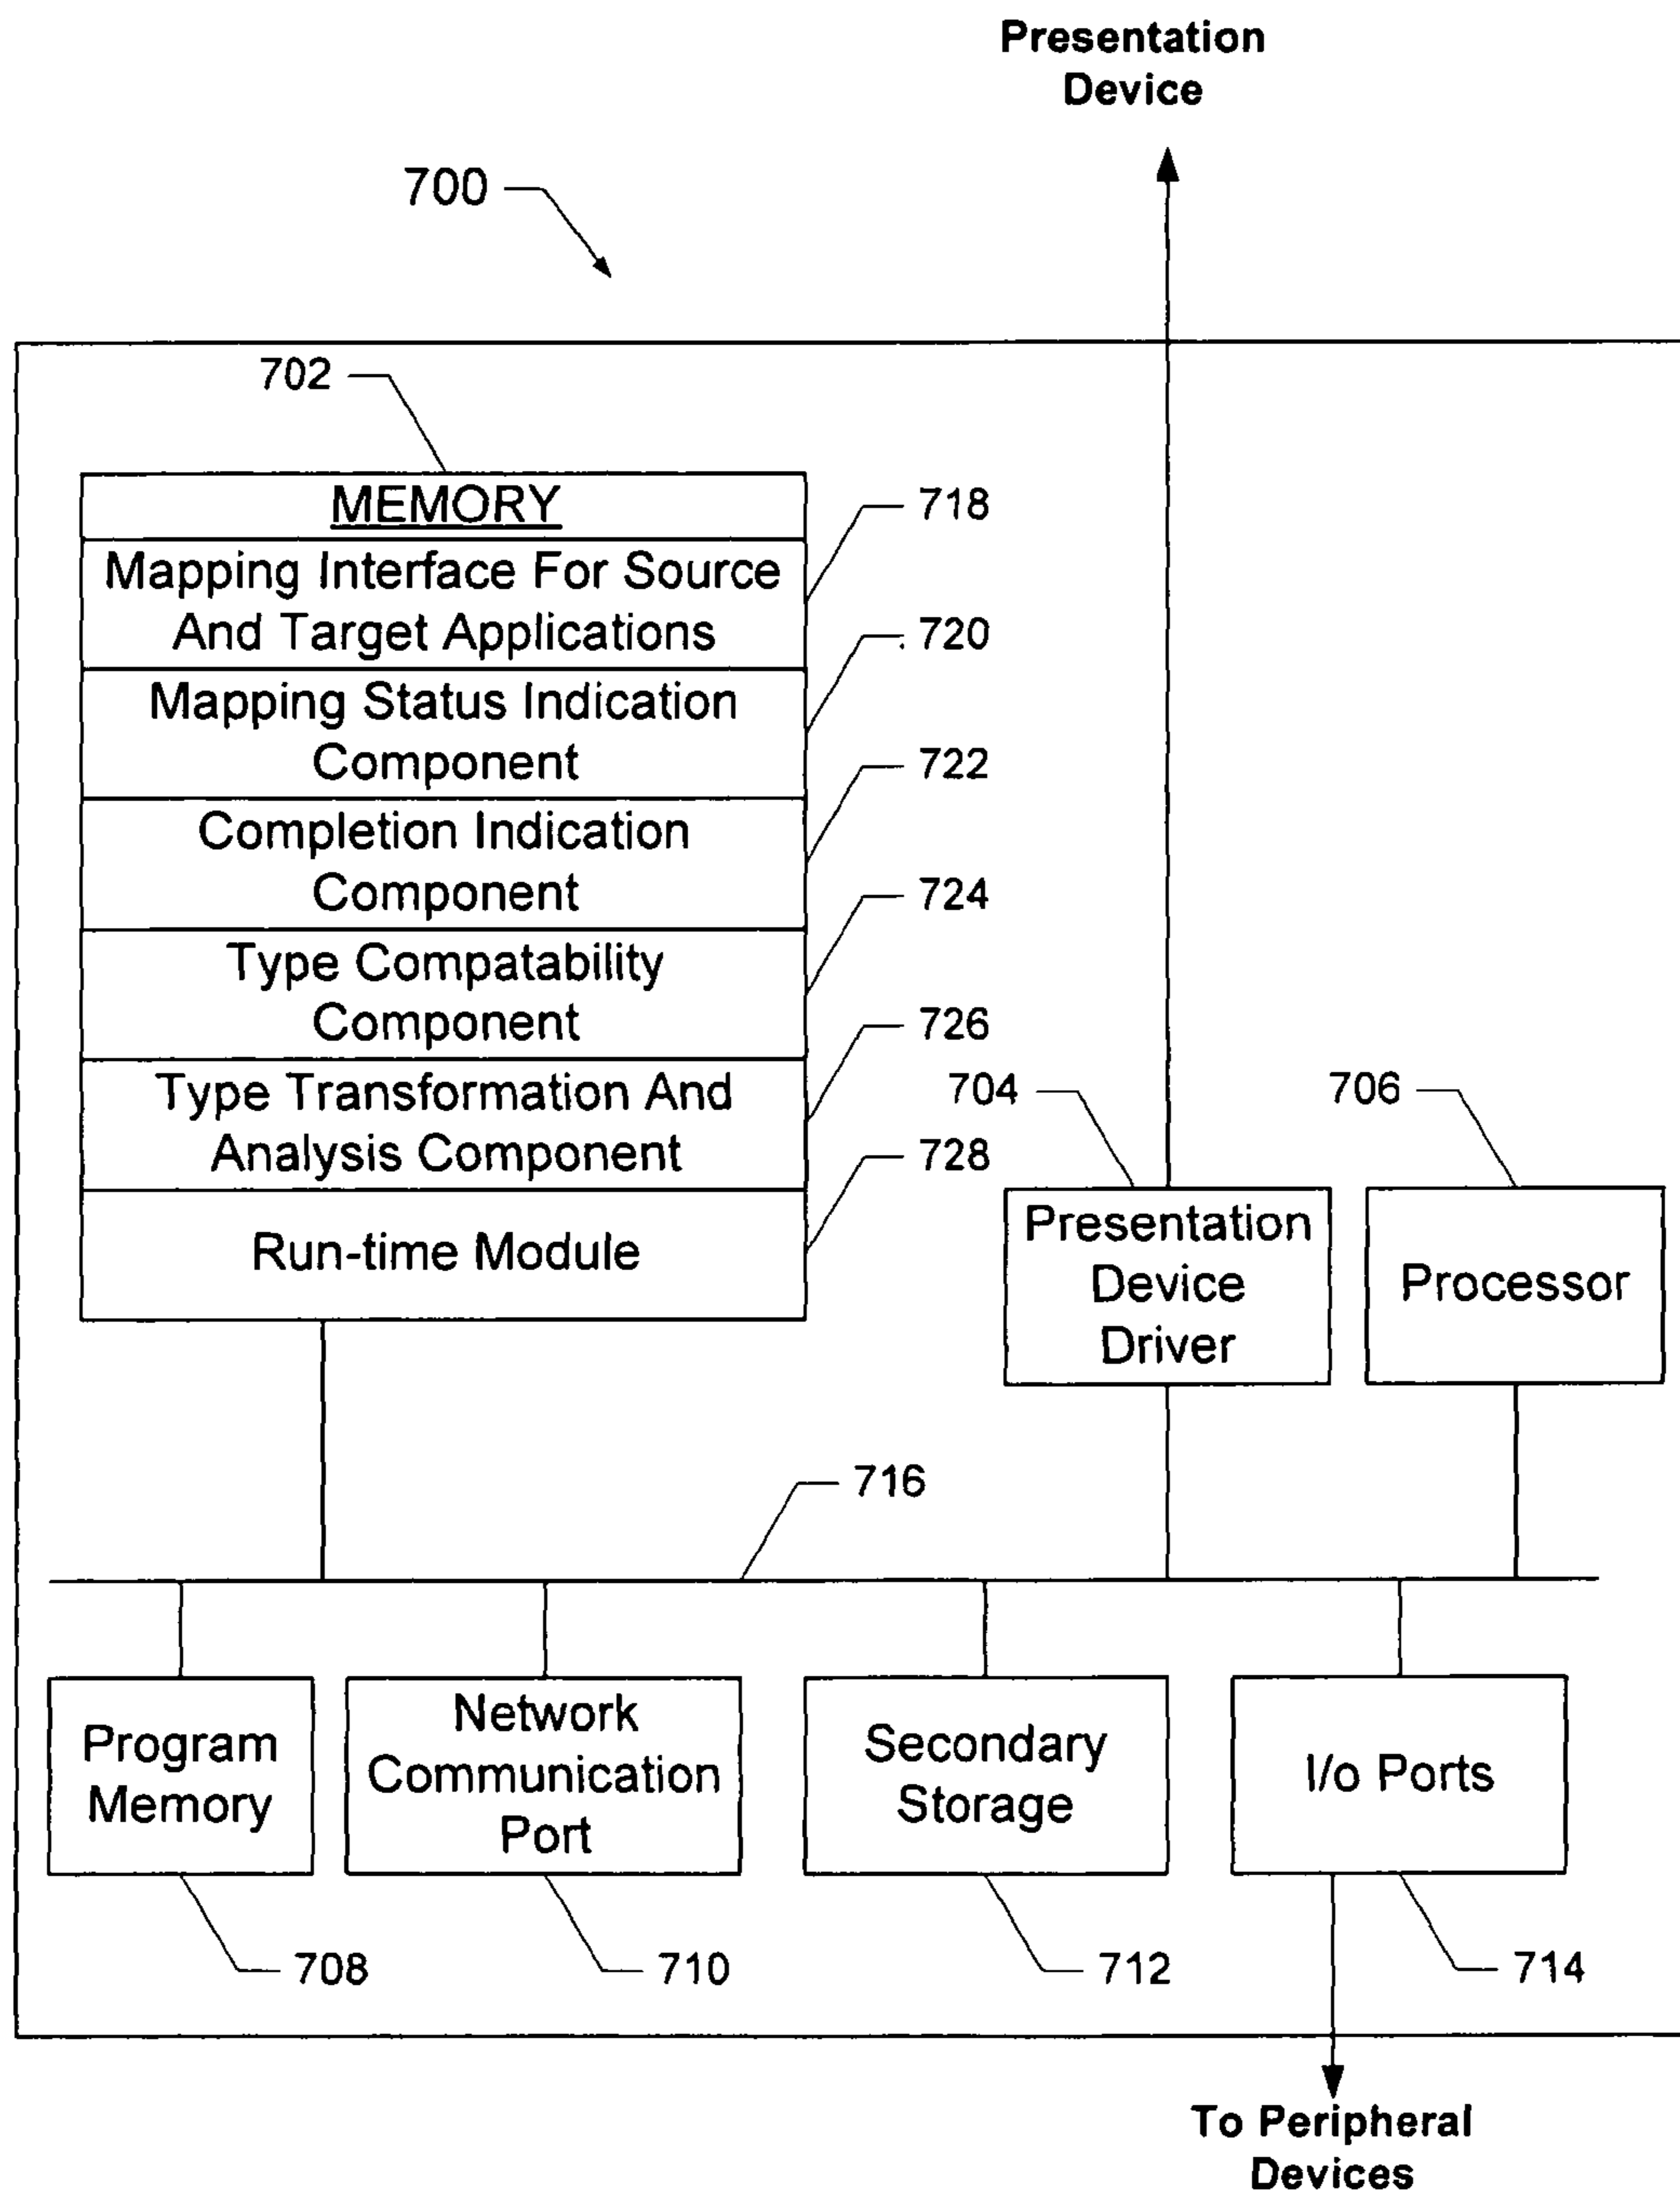 Presentation
Device
700
702
MEMORY
718
Mapping Interface For Source
And Target Applications
720
Mapping Status Indication
Component
722
Completion Indication
Component
724
Type Compatability
Component
726
Type Transformation And
Analysis Component
728
Run-time Module
704
706
Presentation
Device
Driver
Processor
716
Program
Memory
Network
Communication
Port
Secondary
Storage
I/o Ports
708
710
712
714
To Peripheral
Devices